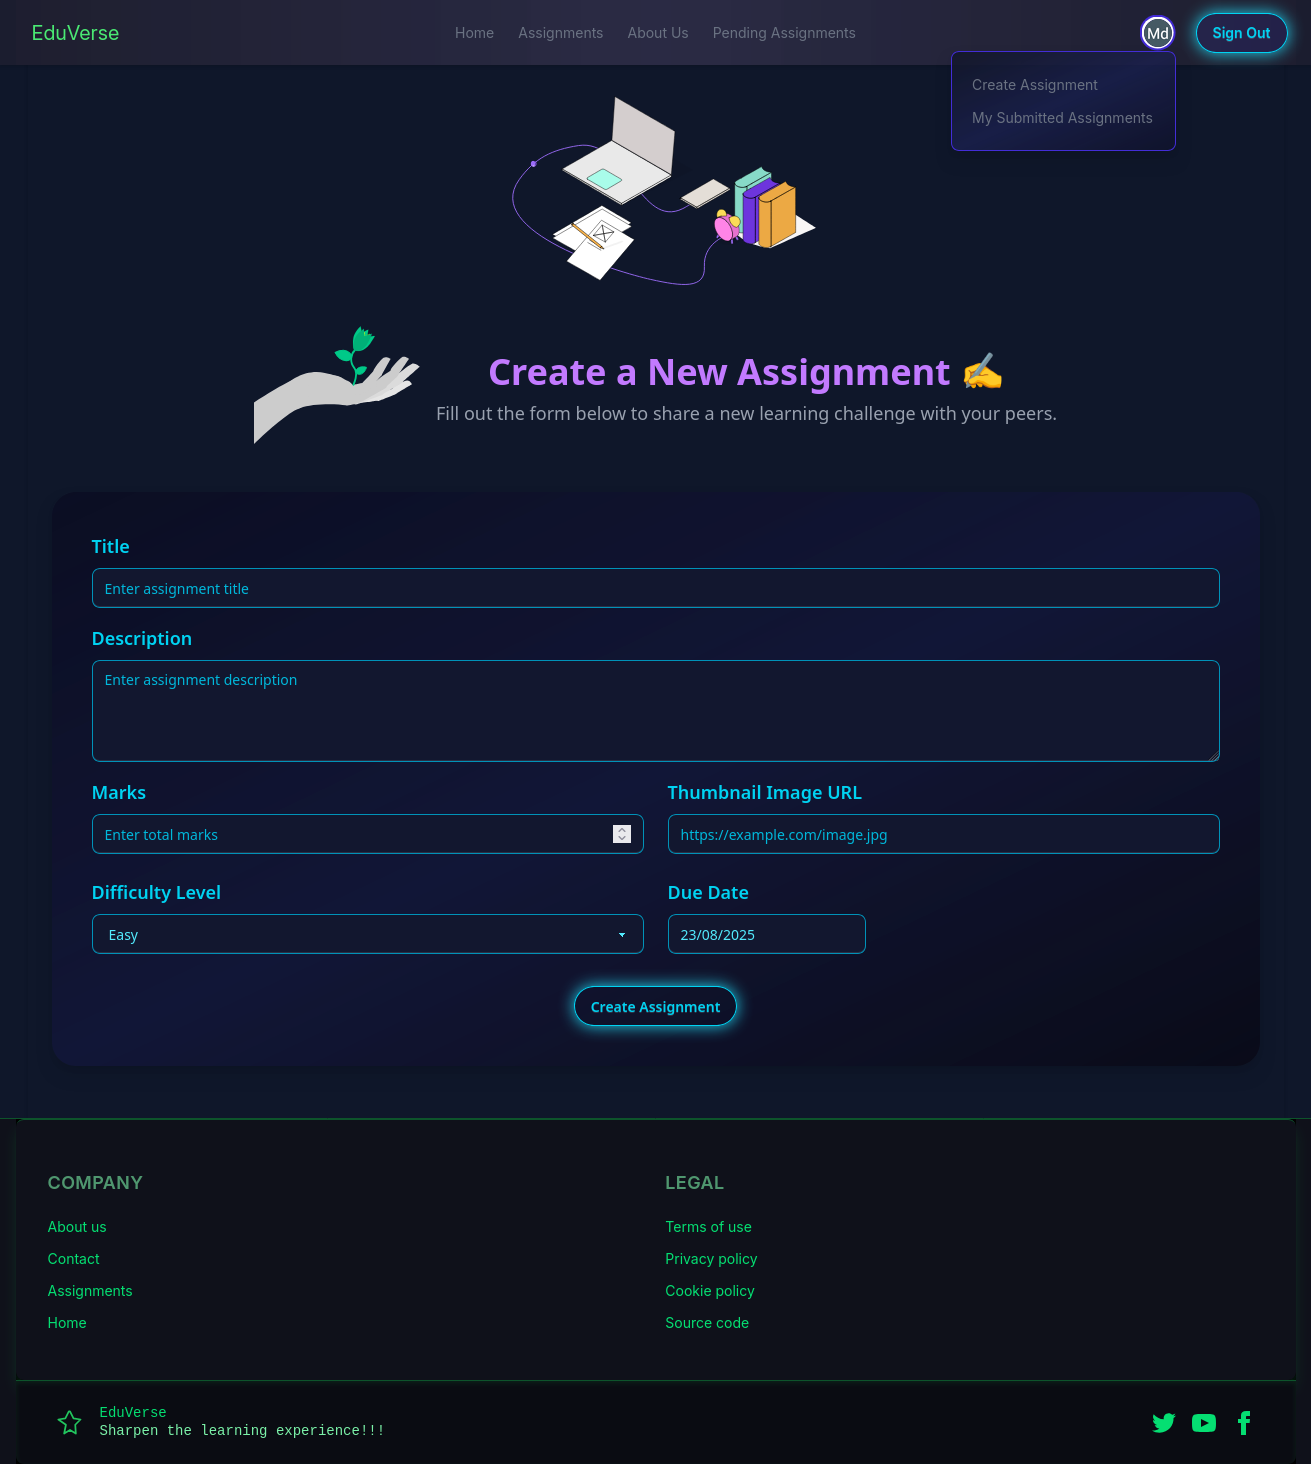 EduVerse
Home Assignments About Us Pending Assignments
Md
Sign Out
Create Assignment
My Submitted Assignments
Create a New Assignment ✍️
Fill out the form below to share a new learning challenge with your peers.
Title
Enter assignment title
Description
Enter assignment description
Marks
Enter total marks
Thumbnail Image URL
https://example.com/image.jpg
Difficulty Level
Easy
Due Date
23/08/2025
Create Assignment
COMPANY
About us
Contact
Assignments
Home
LEGAL
Terms of use
Privacy policy
Cookie policy
Source code
EduVerse
Sharpen the learning experience!!!